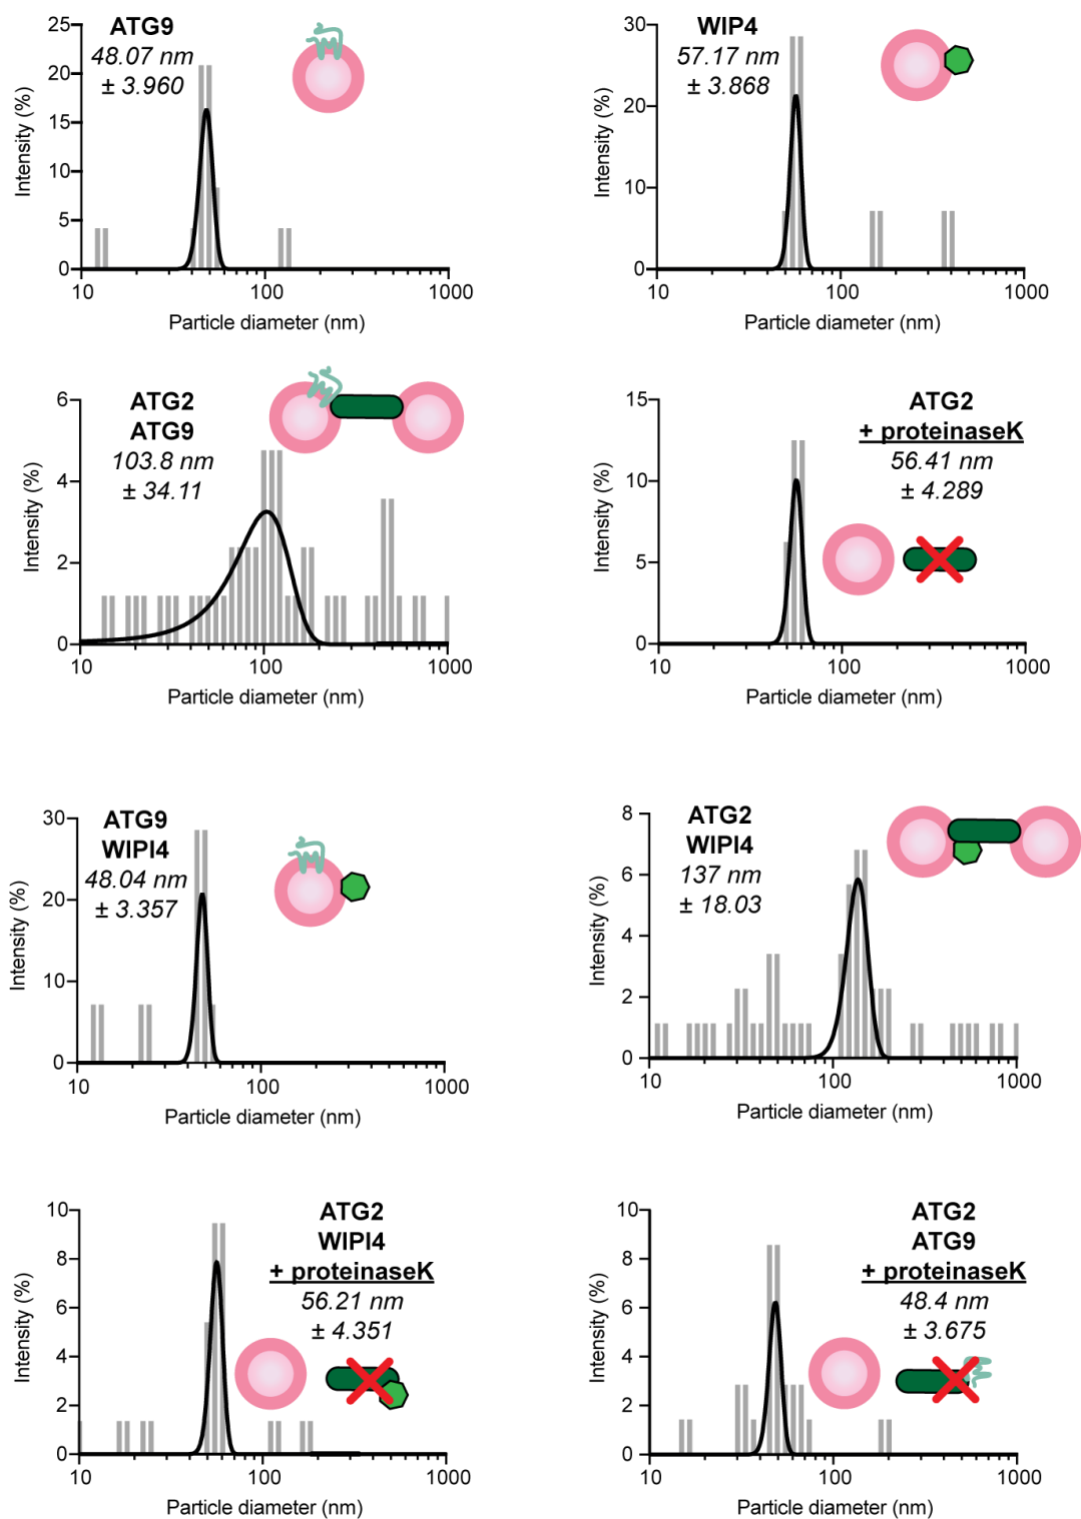 ATG9
48.07 nm
± 3.960
Intensity (%)
25
20
15
10
5
0
10
100
1000
Particle diameter (nm)
WIP4
57.17 nm
± 3.868
Intensity (%)
30
20
10
0
10
100
1000
Particle diameter (nm)
ATG2
ATG9
103.8 nm
± 34.11
Intensity (%)
6
4
2
0
10
100
1000
Particle diameter (nm)
ATG2
+ proteinaseK
56.41 nm
± 4.289
Intensity (%)
15
10
5
0
10
100
1000
Particle diameter (nm)
ATG9
WIPI4
48.04 nm
± 3.357
Intensity (%)
30
20
10
0
10
100
1000
Particle diameter (nm)
ATG2
WIPI4
137 nm
± 18.03
Intensity (%)
8
6
4
2
0
10
100
1000
Particle diameter (nm)
ATG2
WIPI4
+ proteinaseK
56.21 nm
± 4.351
Intensity (%)
10
8
6
4
2
0
10
100
1000
Particle diameter (nm)
ATG2
ATG9
+ proteinaseK
48.4 nm
± 3.675
Intensity (%)
10
8
6
4
2
0
10
100
1000
Particle diameter (nm)